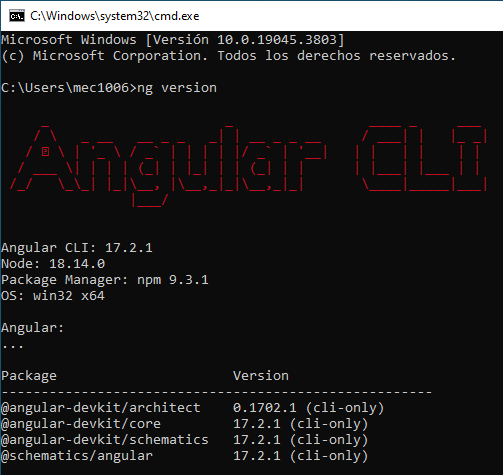 C:\Windows\system32\cmd.exe
Microsoft Windows [Versión 10.0.19045.3803]
(c) Microsoft Corporation. Todos los derechos reservados.
C:\Users\mec1006>ng version
Angular CLI
Angular CLI: 17.2.1
Node: 18.14.0
Package Manager: npm 9.3.1
OS: win32 x64
Angular:
...
Package Version
------------------------------------------------------
@angular-devkit/architect 0.1702.1 (cli-only)
@angular-devkit/core 17.2.1 (cli-only)
@angular-devkit/schematics 17.2.1 (cli-only)
@schematics/angular 17.2.1 (cli-only)